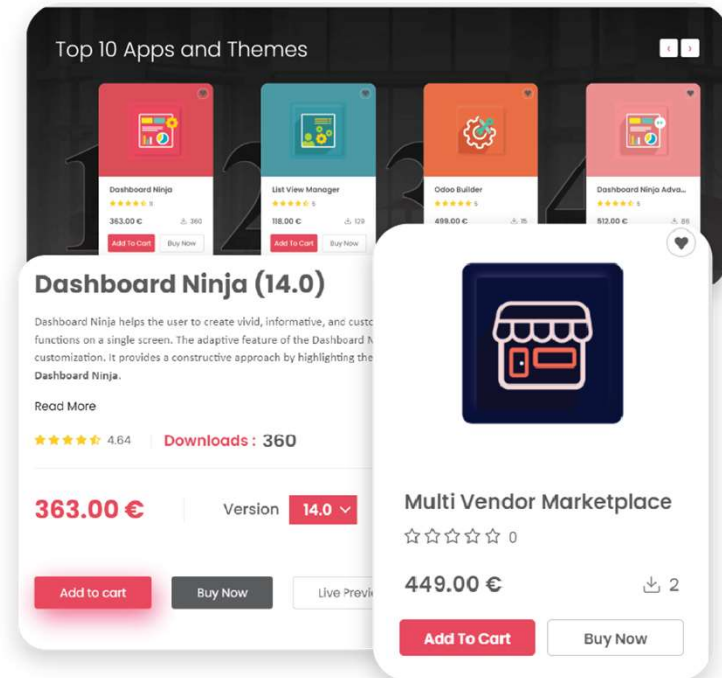 Top 10 Apps and Themes
Dashboard Ninja
List View Manager
Odoo Builder
Dashboard Ninja Adva...
363.00 € 360
118.00 € 129
499.00 €
512.00 € 86
Add To Cart Buy Now
Add To Cart Buy Now
Dashboard Ninja (14.0)
Dashboard Ninja helps the user to create vivid, informative, and custo
functions on a single screen. The adaptive feature of the Dashboard N
customization. It provides a constructive approach by highlighting the
Dashboard Ninja.
Read More
4.64 Downloads : 360
363.00 € Version 14.0
Add to cart Buy Now Live Previ
Multi Vendor Marketplace
0
449.00 € 2
Add To Cart Buy Now